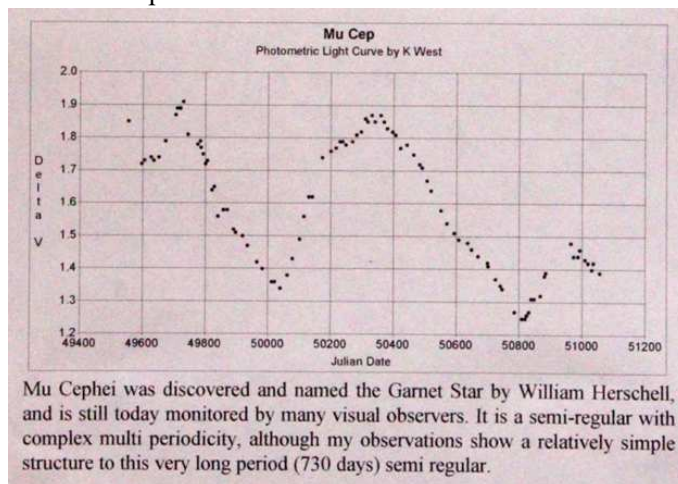 Mu Cep
Photometric Light Curve by K West
2.0
1.9
1.8
1.7
1.6
1.5
1.4
1.3
1.2
Delta V
49400 49600 49800 50000 50200 50400 50600 50800 51000 51200
Julian Date
Mu Cephei was discovered and named the Garnet Star by William Herschell,
and is still today monitored by many visual observers. It is a semi-regular with
complex multi periodicity, although my observations show a relatively simple
structure to this very long period (730 days) semi regular.